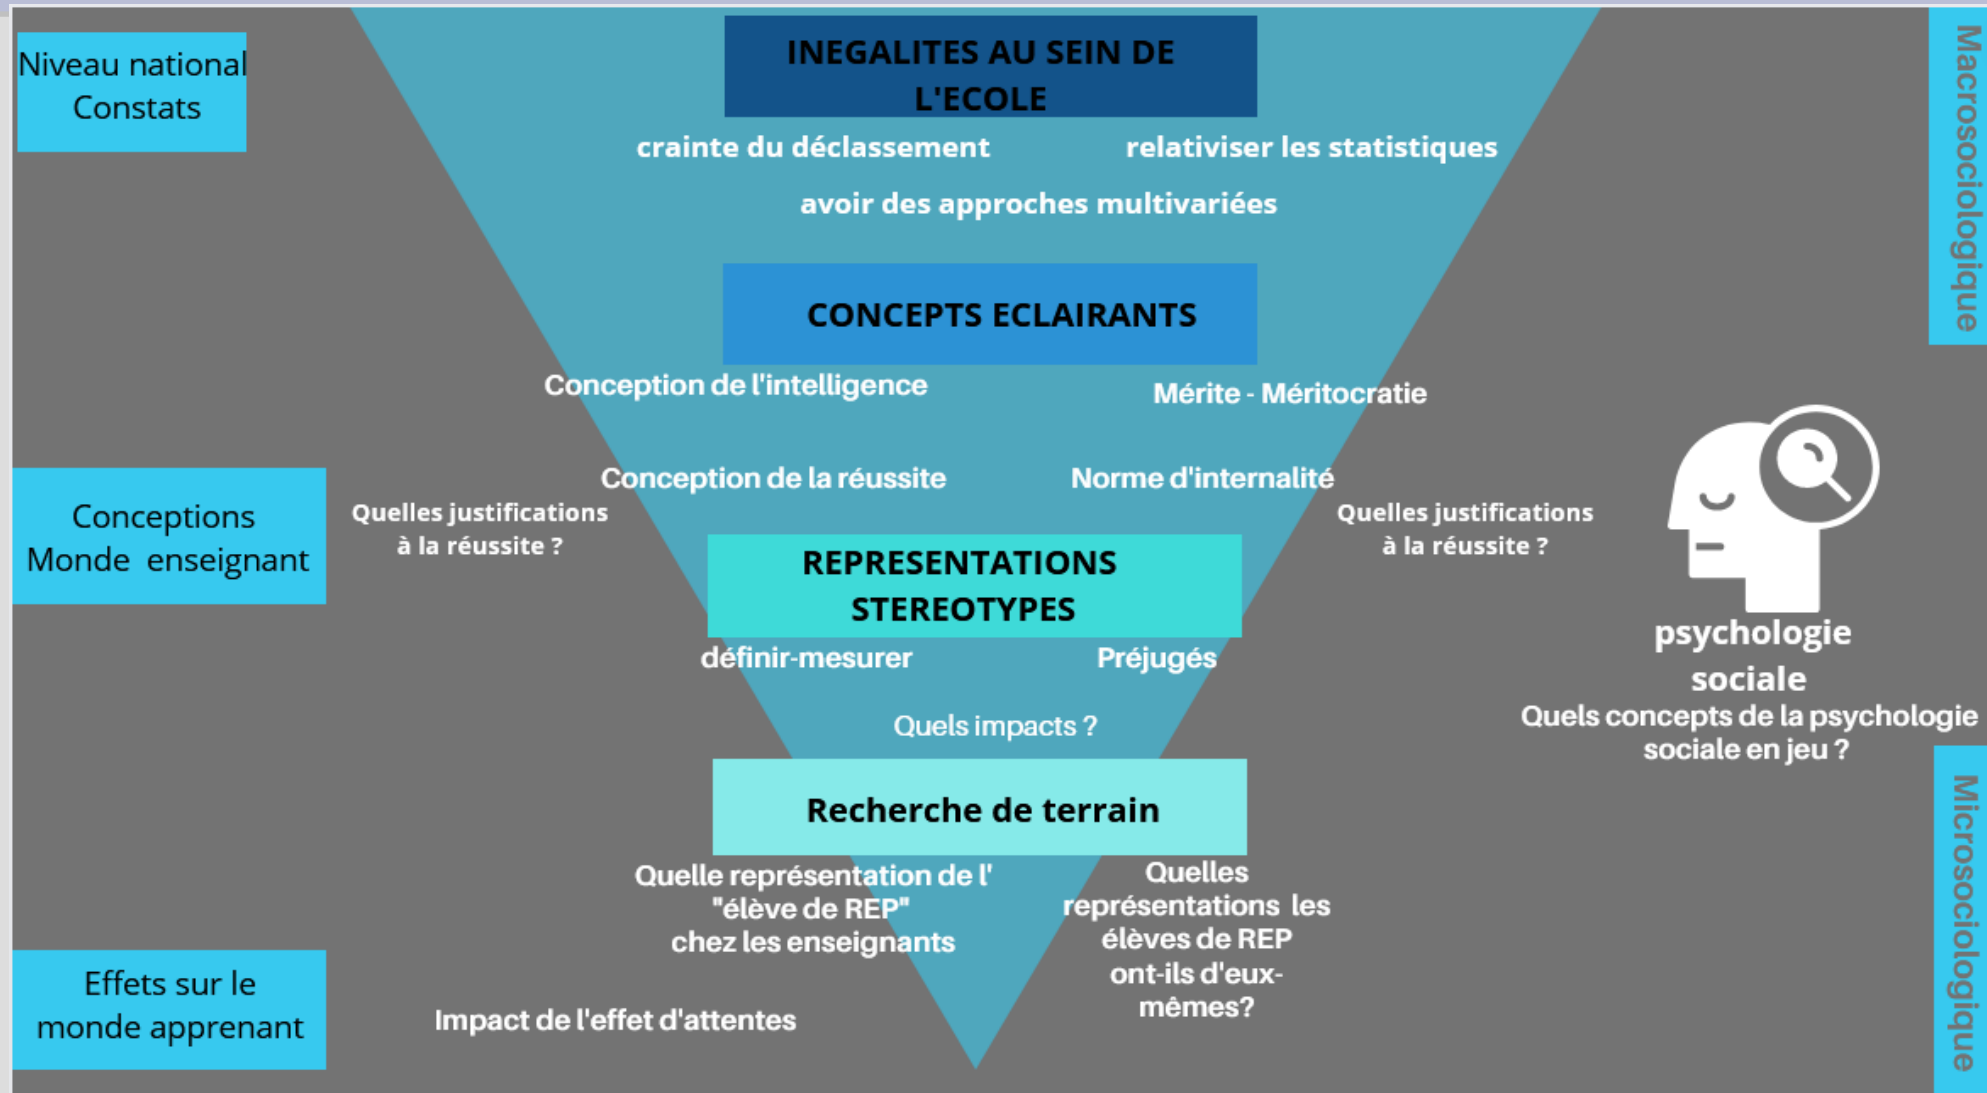 Niveau national
Constats
INEGALITES AU SEIN DE
L'ECOLE
crainte du déclassement
relativiser les statistiques
avoir des approches multivariées
Macrosociologique
CONCEPTS ECLAIRANTS
Conception de l'intelligence
Mérite - Méritocratie
Conception de la réussite
Norme d'internalité
Conceptions
Monde enseignant
Quelles justifications
à la réussite ?
Quelles justifications
à la réussite ?
REPRESENTATIONS
STEREOTYPES
définir-mesurer
Préjugés
psychologie
sociale
Quels concepts de la psychologie
sociale en jeu ?
Quels impacts ?
Recherche de terrain
Quelle représentation de l'
"élève de REP"
chez les enseignants
Quelles
représentations les
élèves de REP
ont-ils d'eux-
mêmes?
Microsociologique
Effets sur le
monde apprenant
Impact de l'effet d'attentes